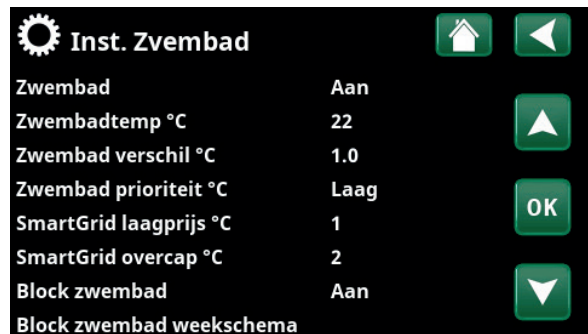 Inst. Zvembad
Zwembad Aan
Zwembadtemp °C 22
Zwembad verschil °C 1.0
Zwembad prioriteit °C Laag
SmartGrid laagprijs °C 1
SmartGrid overcap °C 2
Block zwembad Aan
Block zwembad weekschema
OK